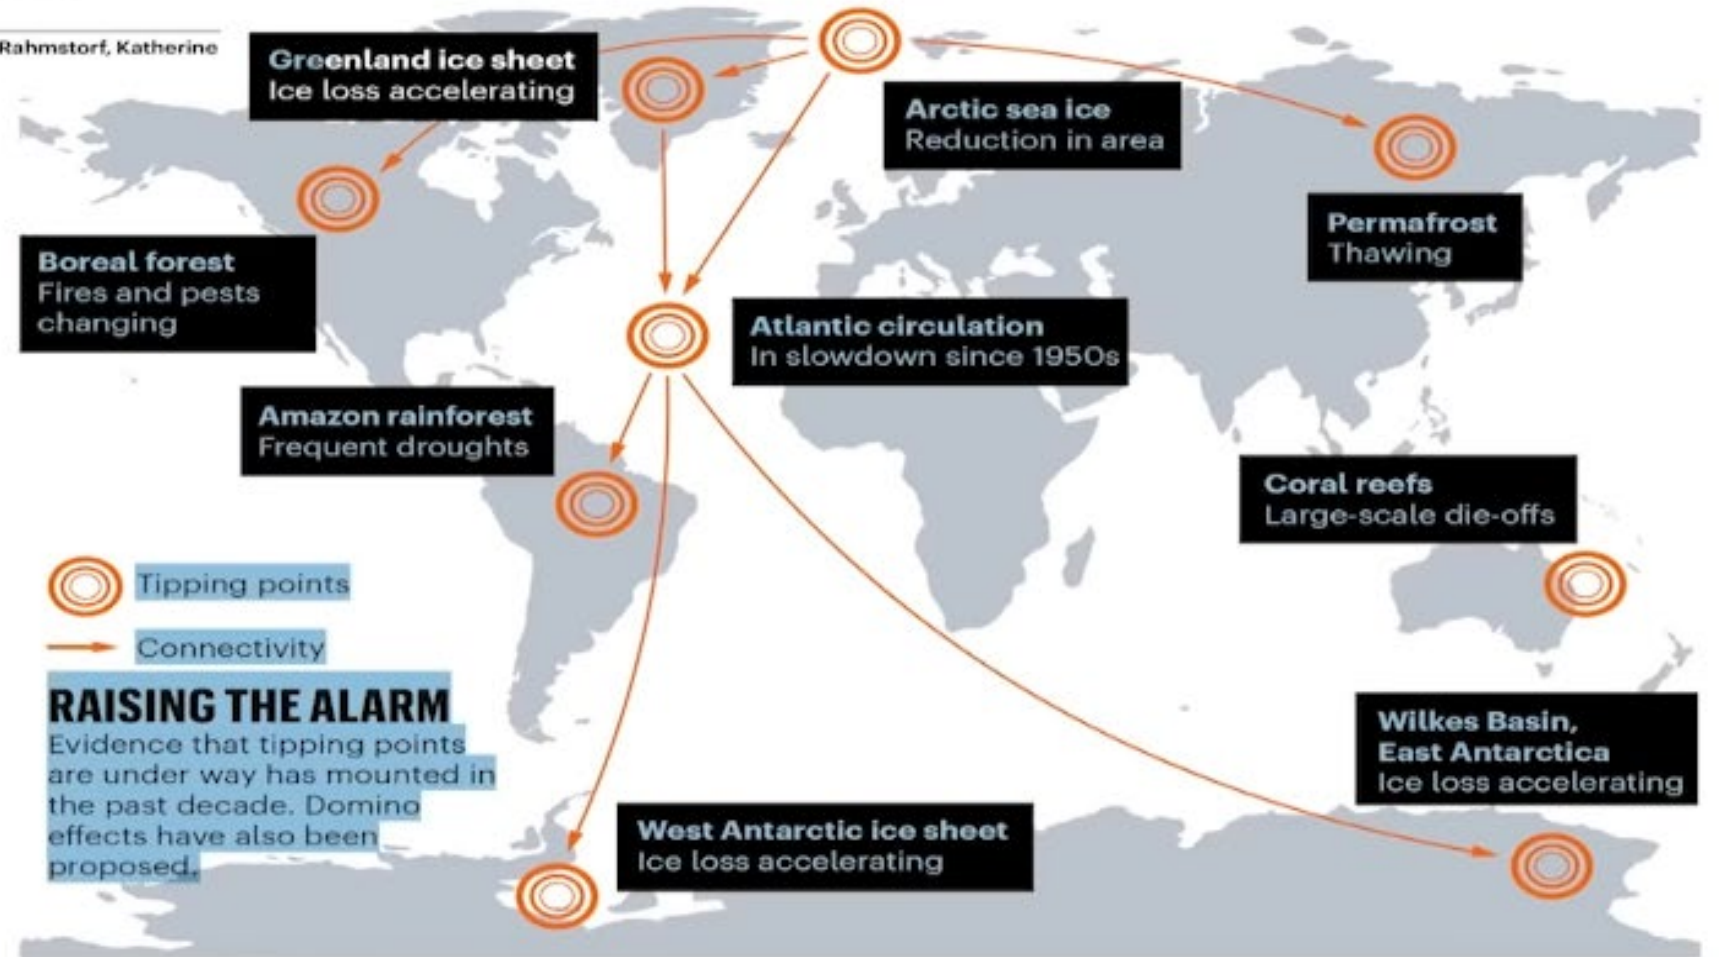 Rahmstorf, Katherine
Greenland ice sheet
Ice loss accelerating
Arctic sea ice
Reduction in area
Permafrost
Thawing
Boreal forest
Fires and pests
changing
Atlantic circulation
In slowdown since 1950s
Amazon rainforest
Frequent droughts
Coral reefs
Large-scale die-offs
Tipping points
Connectivity
RAISING THE ALARM
Evidence that tipping points
are under way has mounted in
the past decade. Domino
effects have also been
proposed.
Wilkes Basin,
East Antarctica
Ice loss accelerating
West Antarctic ice sheet
Ice loss accelerating